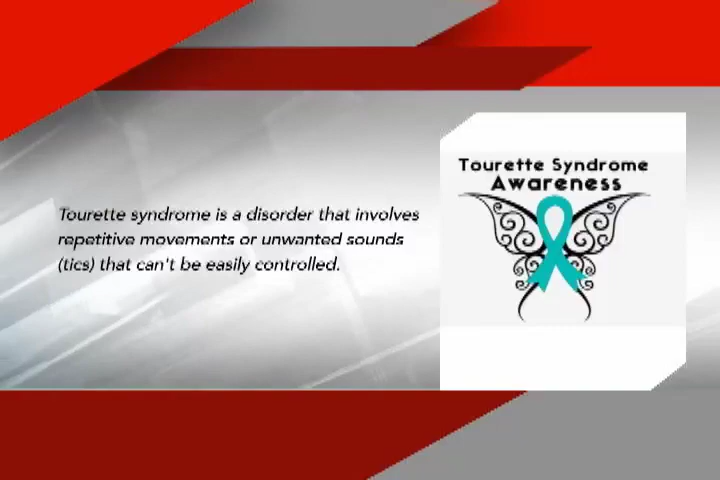 Tourette Syndrome
Awareness
Tourette syndrome is a disorder that involves
repetitive movements or unwanted sounds
(tics) that can't be easily controlled.